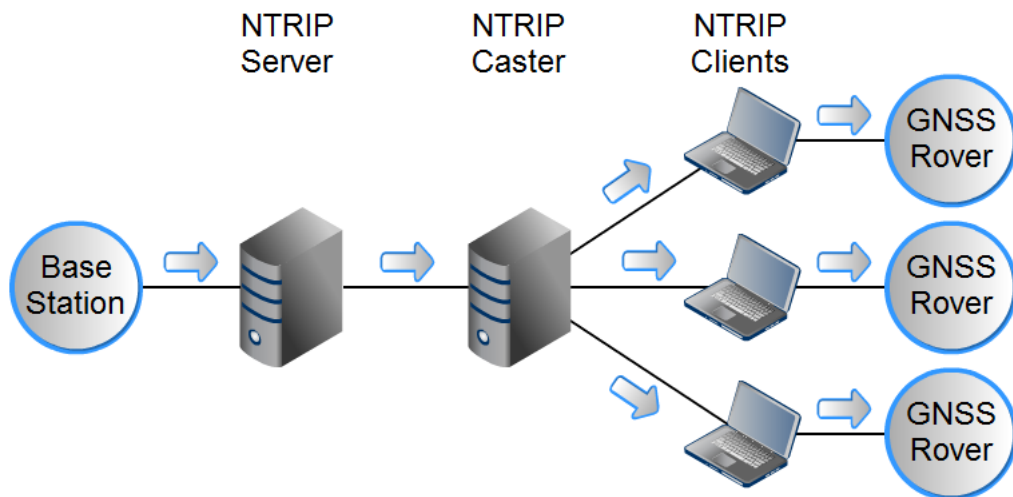 NTRIP
Server
NTRIP
Caster
NTRIP
Clients
Base
Station
GNSS
Rover
GNSS
Rover
GNSS
Rover